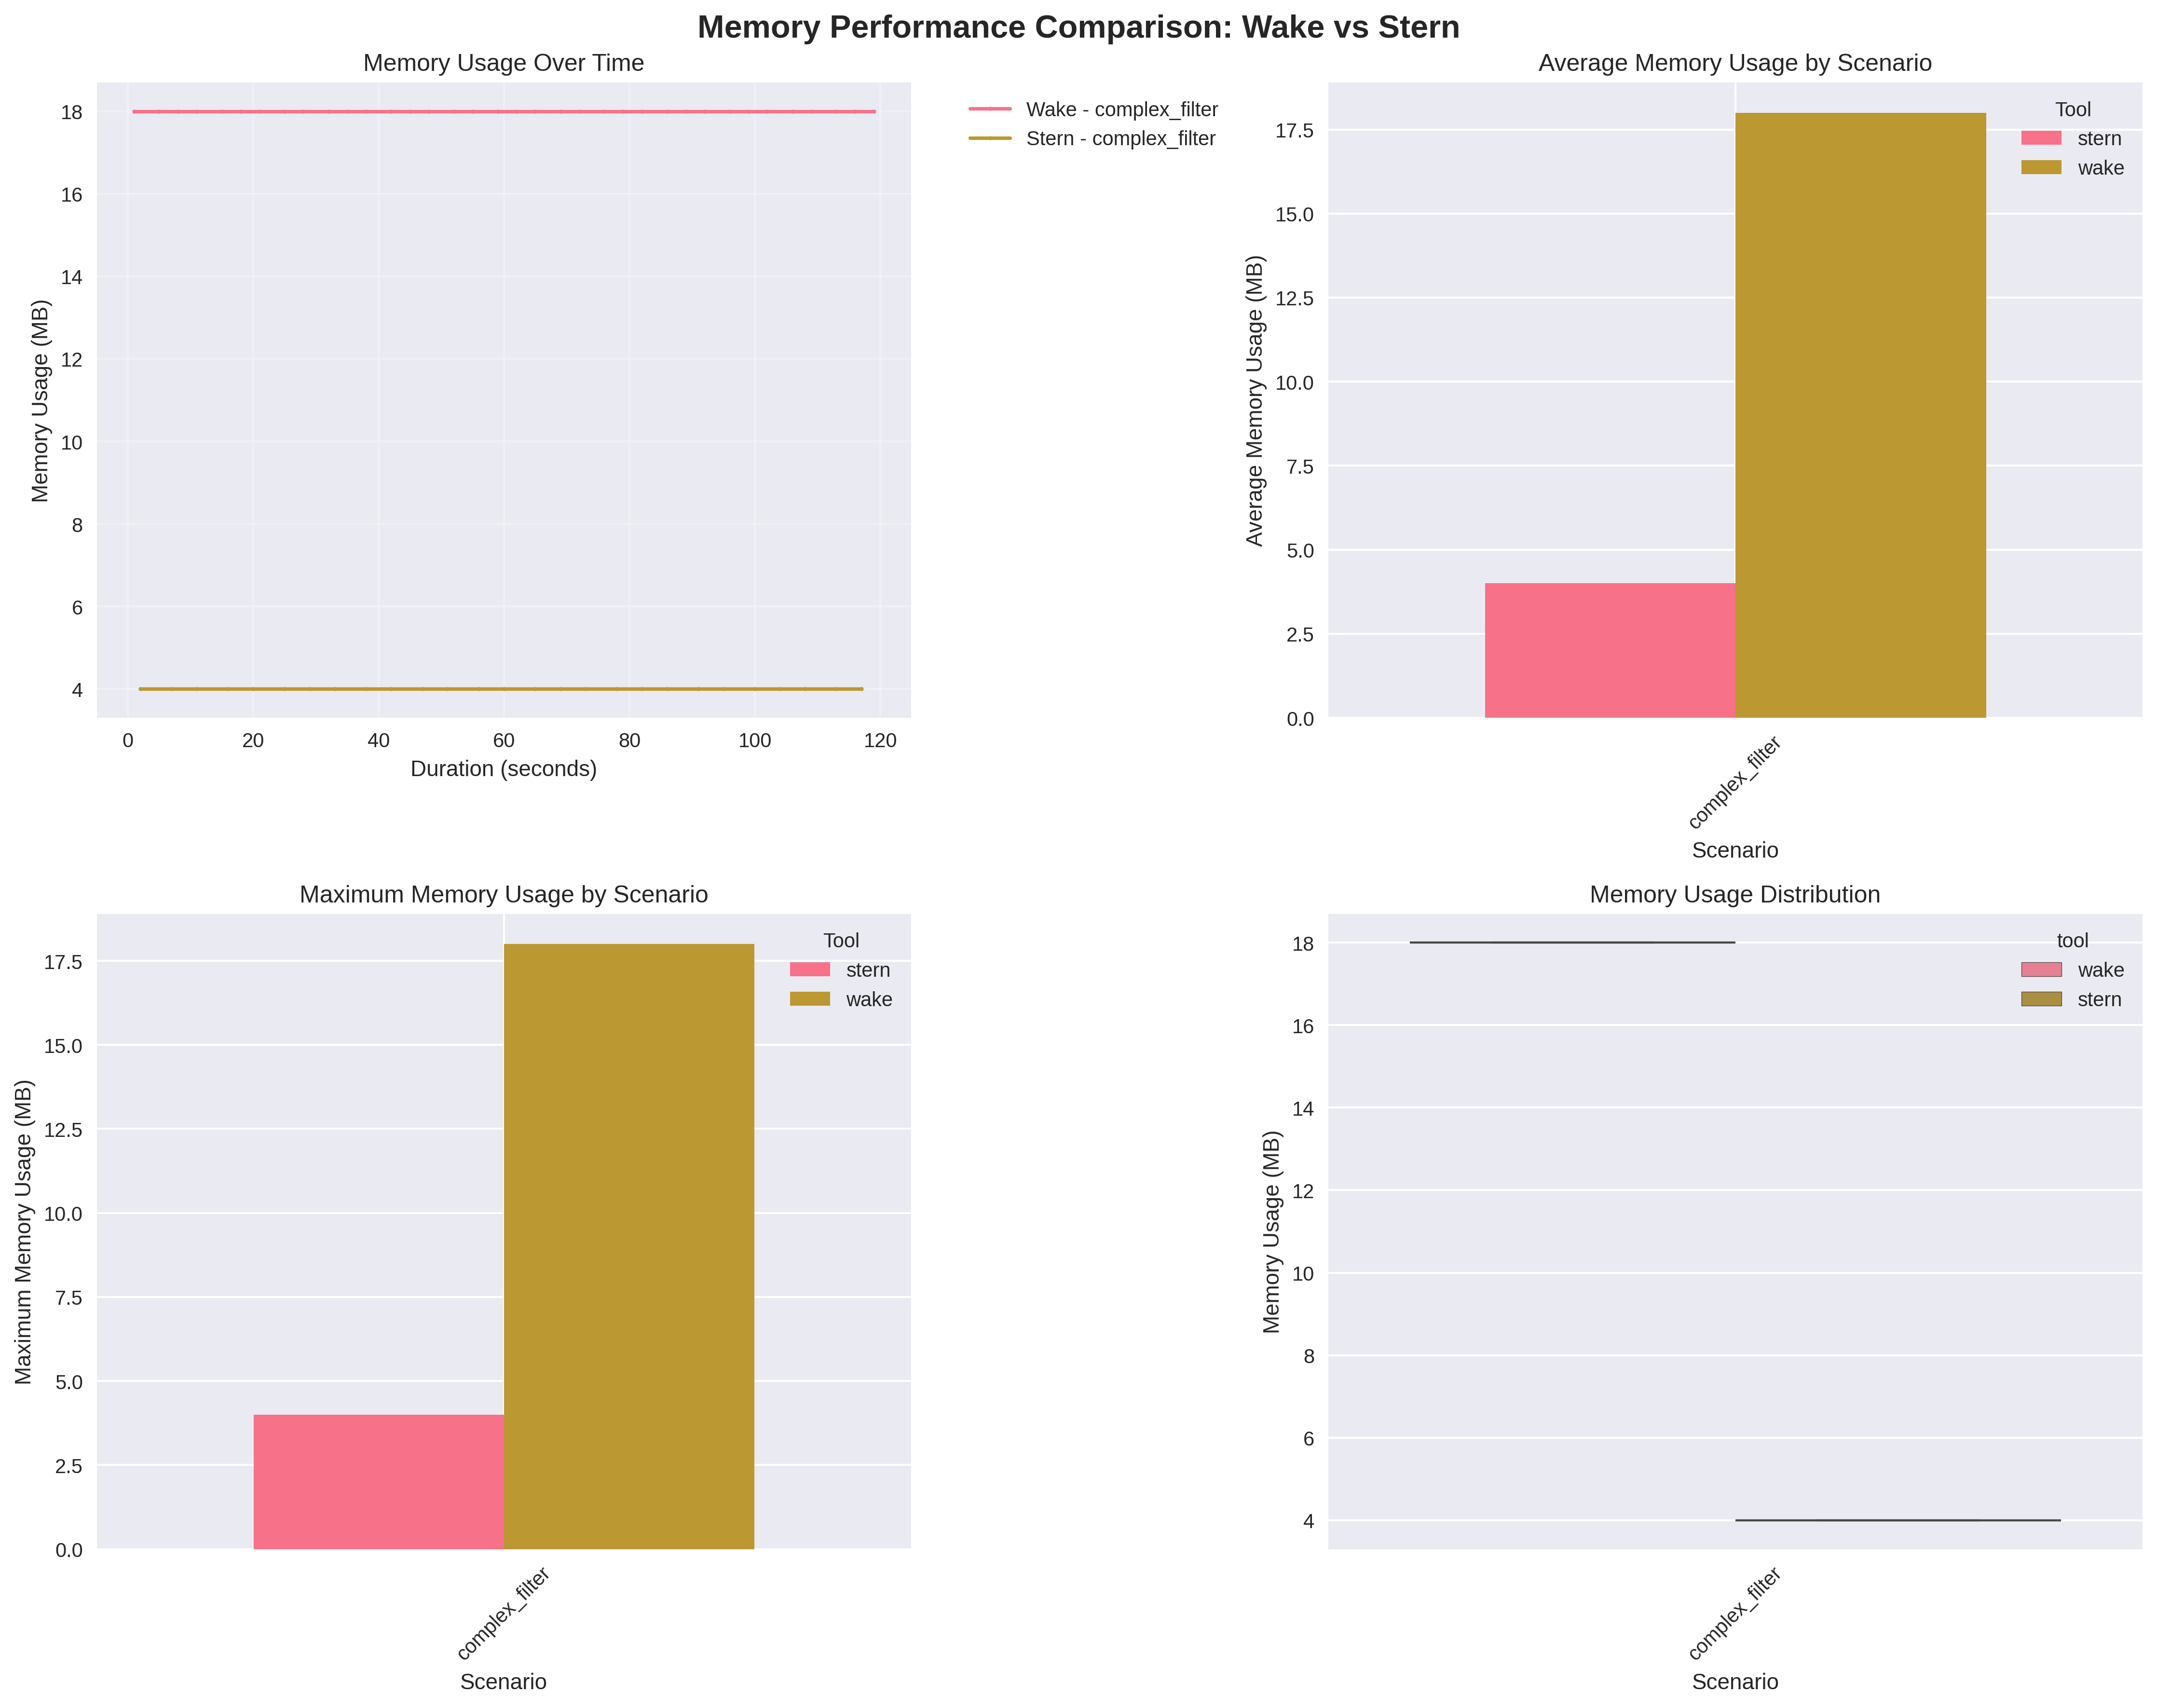 Memory Performance Comparison: Wake vs Stern
Memory Usage Over Time
Memory Usage (MB)
18
16
14
12
10
8
6
4
0
20
40
60
80
100
120
Duration (seconds)
Wake - complex_filter
Stern - complex_filter
Average Memory Usage by Scenario
Average Memory Usage (MB)
17.5
15.0
12.5
10.0
7.5
5.0
2.5
0.0
Tool
stern
wake
complex_filter
Scenario
Maximum Memory Usage by Scenario
Maximum Memory Usage (MB)
17.5
15.0
12.5
10.0
7.5
5.0
2.5
0.0
Tool
stern
wake
complex_filter
Scenario
Memory Usage Distribution
Memory Usage (MB)
18
16
14
12
10
8
6
4
tool
wake
stern
complex_filter
Scenario